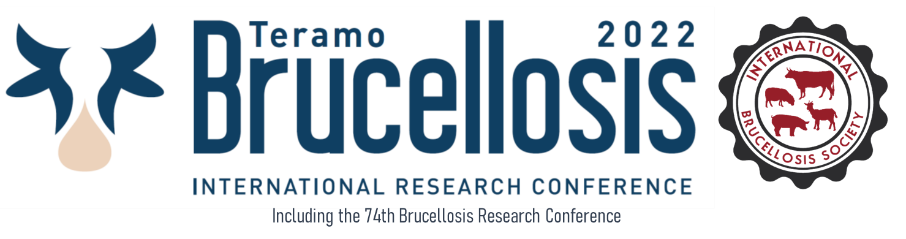 Teramo 2022
Brucellosis
INTERNATIONAL RESEARCH CONFERENCE
Including the 74th Brucellosis Research Conference
INTERNATIONAL
BRUCELLOSIS SOCIETY